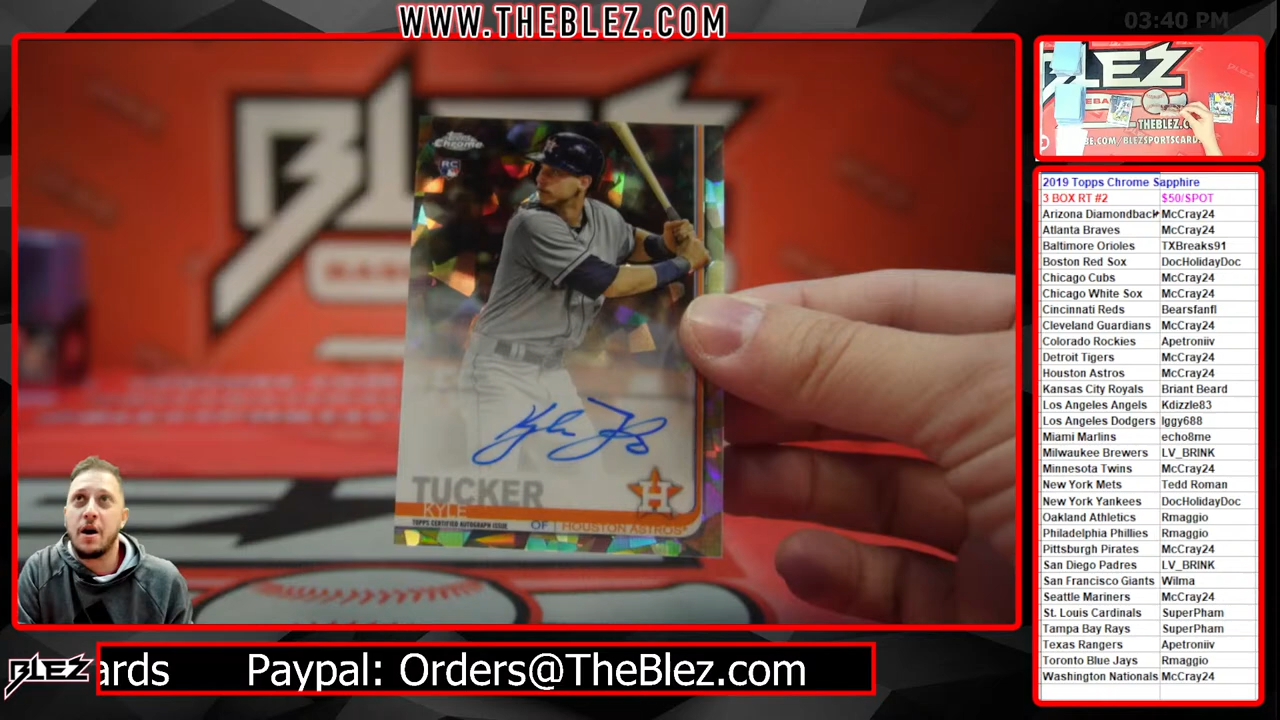 WWW.THEBLEZ.COM
03:40 PM
Topps
Chrome
RC
TUCKER
KYLE
TOPPS CERTIFIED AUTOGRAPH ISSUE
OF | HOUSTON ASTROS
EZ
THEBLEZ.C
BE.COM/BLEZSPORTSCARDS
2019 Topps Chrome Sapphire
3 BOX RT #2 $50/SPOT
Arizona Diamondback McCray24
Atlanta Braves McCray24
Baltimore Orioles TXBreaks91
Boston Red Sox DocHolidayDoc
Chicago Cubs McCray24
Chicago White Sox McCray24
Cincinnati Reds Bearsfanfl
Cleveland Guardians McCray24
Colorado Rockies Apetroniiv
Detroit Tigers McCray24
Houston Astros McCray24
Kansas City Royals Briant Beard
Los Angeles Angels Kdizzle83
Los Angeles Dodgers Iggy688
Miami Marlins echo8me
Milwaukee Brewers LV_BRINK
Minnesota Twins McCray24
New York Mets Tedd Roman
New York Yankees DocHolidayDoc
Oakland Athletics Rmaggio
Philadelphia Phillies Rmaggio
Pittsburgh Pirates McCray24
San Diego Padres LV_BRINK
San Francisco Giants Wilma
Seattle Mariners McCray24
St. Louis Cardinals SuperPham
Tampa Bay Rays SuperPham
Texas Rangers Apetroniiv
Toronto Blue Jays Rmaggio
Washington Nationals McCray24
BLEZ
ards Paypal: Orders@TheBlez.com